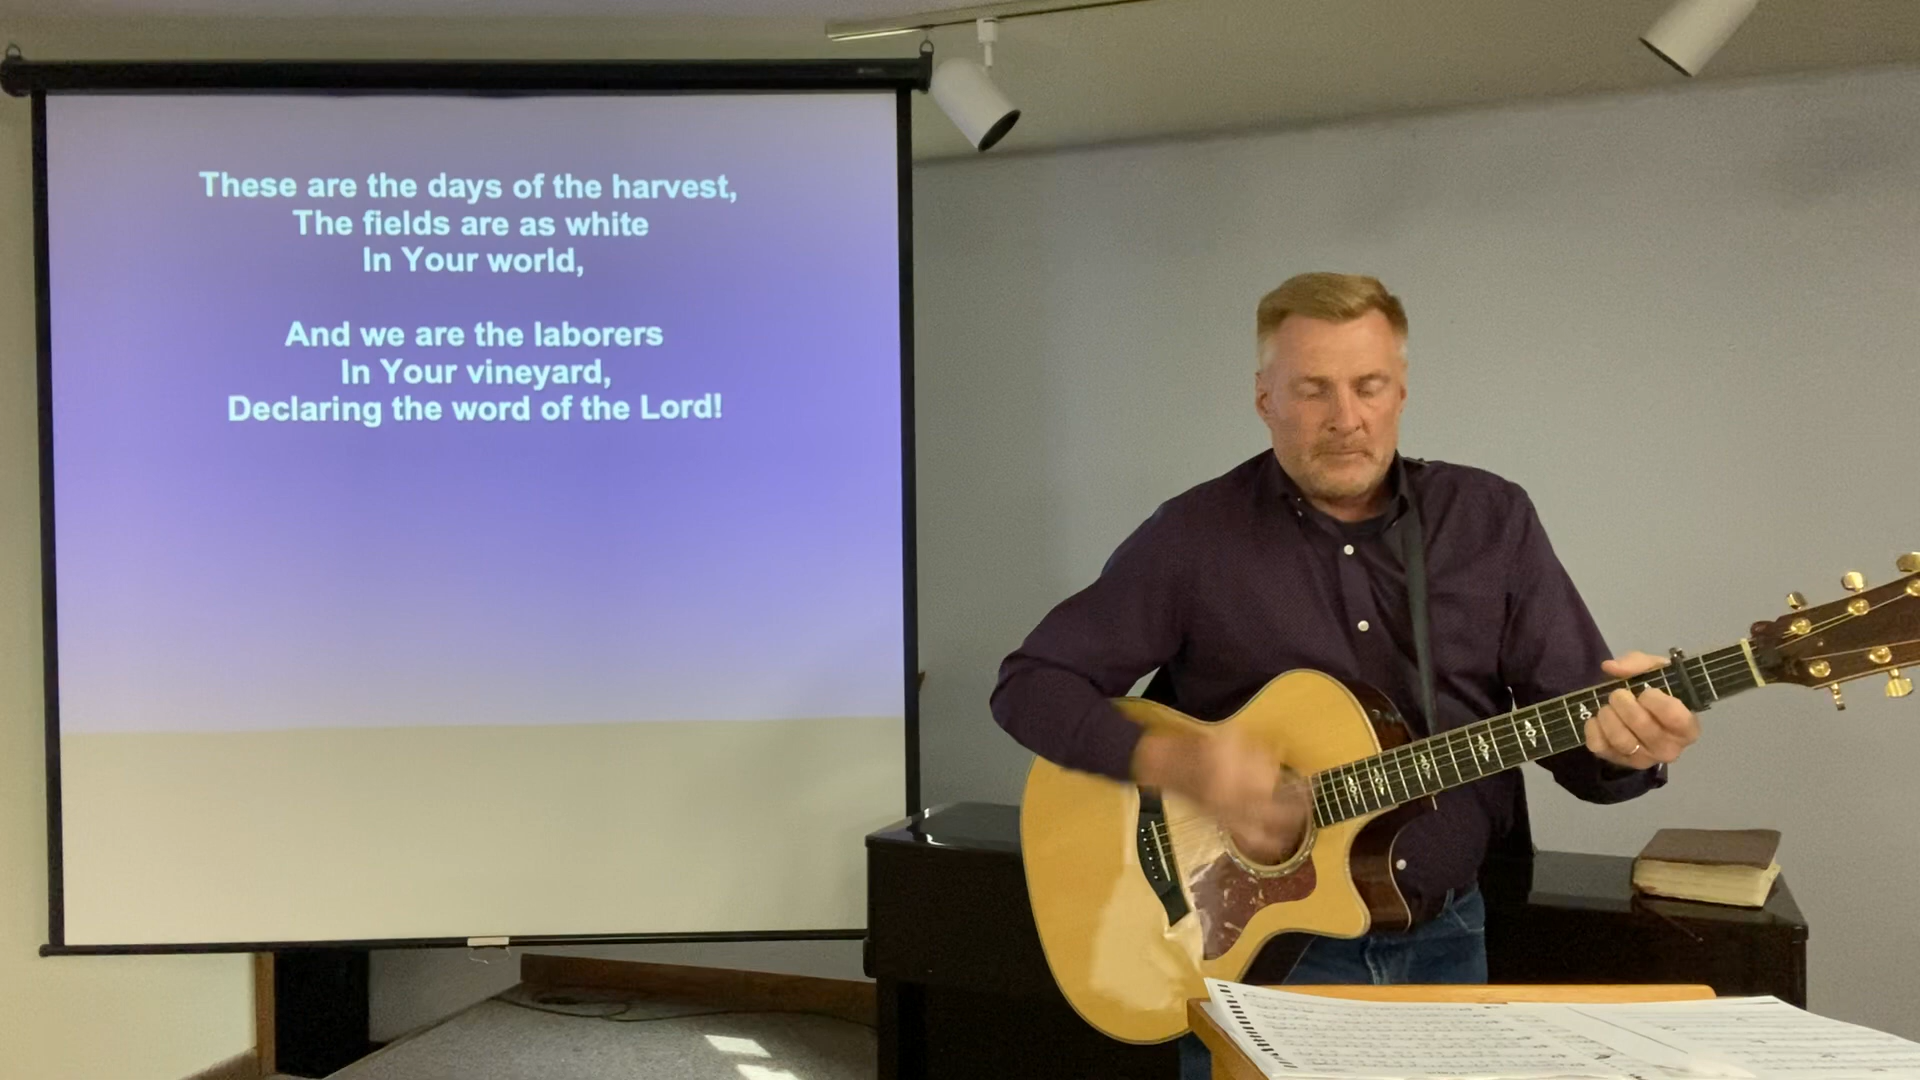 These are the days of the harvest,
The fields are as white
In Your world,
And we are the laborers
In Your vineyard,
Declaring the word of the Lord!